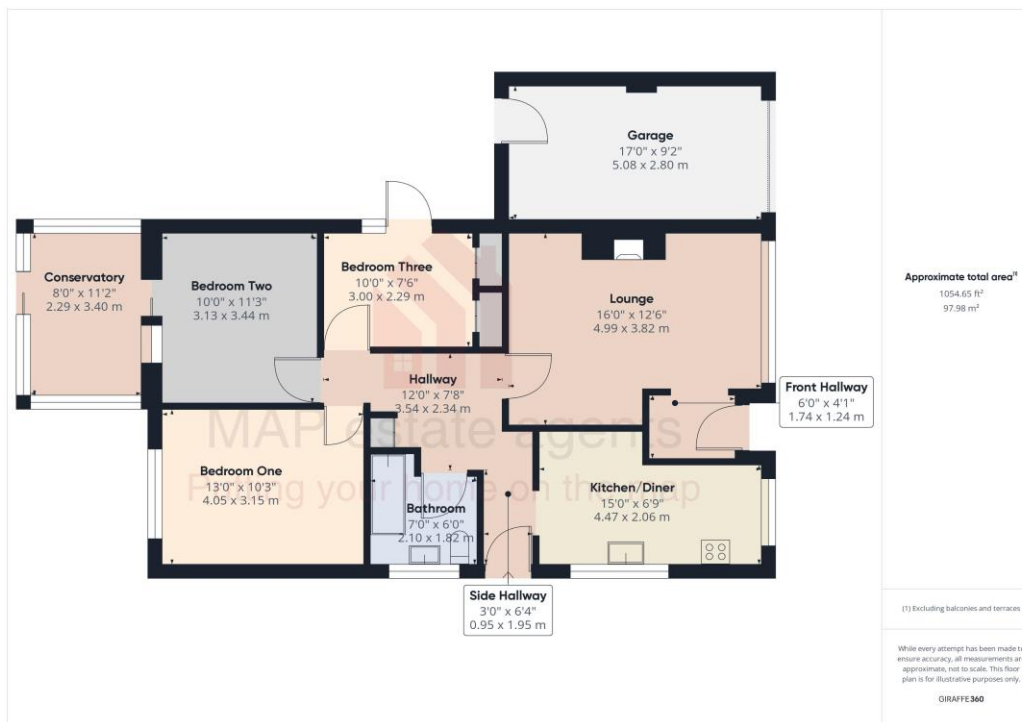 Garage
17'0" x 9'2"
5.08 x 2.80 m
Conservatory
8'0" x 11'2"
2.29 x 3.40 m
Bedroom Two
10'0" x 11'3"
3.13 x 3.44 m
Bedroom Three
10'0" x 7'6"
3.00 x 2.29 m
Lounge
16'0" x 12'6"
4.99 x 3.82 m
Hallway
12'0" x 7'8"
3.54 x 2.34 m
Front Hallway
6'0" x 4'1"
1.74 x 1.24 m
MAP estate agents
Putting your home on the map
Bedroom One
13'0" x 10'3"
4.05 x 3.15 m
Bathroom
7'0" x 6'0"
2.10 x 1.82 m
Kitchen/Diner
15'0" x 6'9"
4.47 x 2.06 m
Side Hallway
3'0" x 6'4"
0.95 x 1.95 m
Approximate total area(1)
1054.65 ft²
97.98 m²
(1) Excluding balconies and terraces
While every attempt has been made to
ensure accuracy, all measurements are
approximate, not to scale. This floor
plan is for illustrative purposes only.
GIRAFFE360